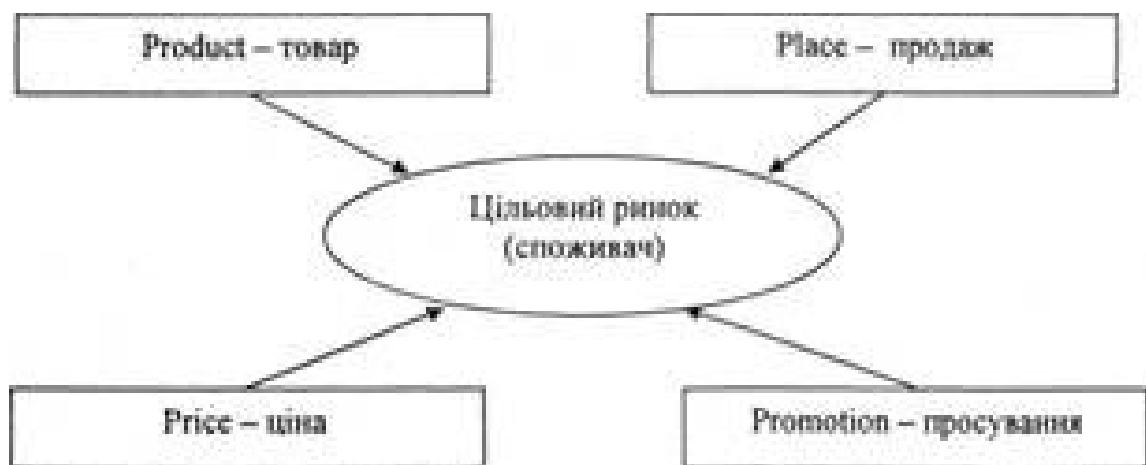 Product – товар
Place – продаж
Цільовий ринок
(споживач)
Price – ціна
Promotion – просування